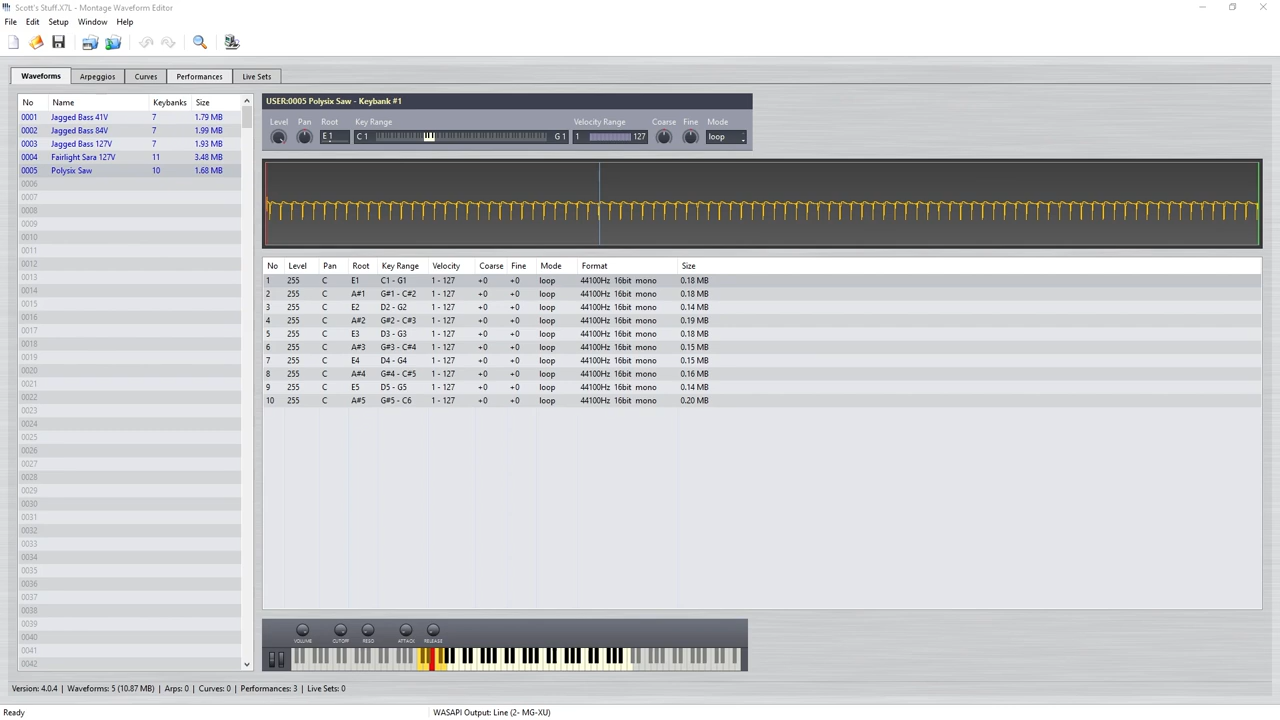 Scott's Stuff.X7L - Montage Waveform Editor
File Edit Setup Window Help
Waveforms Arpeggios Curves Performances Live Sets
No Name Keybanks Size
0001 Jagged Bass 41V 7 1.79 MB
0002 Jagged Bass 84V 7 1.99 MB
0003 Jagged Bass 127V 7 1.93 MB
0004 Fairlight Sara 127V 11 3.48 MB
0005 Polysix Saw 10 1.68 MB
0006
0007
0008
0009
0010
0011
0012
0013
0014
0015
0016
0017
0018
0019
0020
0021
0022
0023
0024
0025
0026
0027
0028
0029
0030
0031
0032
0033
0034
0035
0036
0037
0038
0039
0040
0041
0042
USER:0005 Polysix Saw - Keybank #1
Level Pan Root Key Range Velocity Range Coarse Fine Mode
E 1 C 1 G 1 1 127 loop
No Level Pan Root Key Range Velocity Coarse Fine Mode Format Size
1 255 C E1 C1 - G1 1 - 127 +0 +0 loop 44100Hz 16bit mono 0.18 MB
2 255 C A#1 G#1 - C#2 1 - 127 +0 +0 loop 44100Hz 16bit mono 0.18 MB
3 255 C E2 D2 - G2 1 - 127 +0 +0 loop 44100Hz 16bit mono 0.14 MB
4 255 C A#2 G#2 - C#3 1 - 127 +0 +0 loop 44100Hz 16bit mono 0.19 MB
5 255 C E3 D3 - G3 1 - 127 +0 +0 loop 44100Hz 16bit mono 0.18 MB
6 255 C A#3 G#3 - C#4 1 - 127 +0 +0 loop 44100Hz 16bit mono 0.15 MB
7 255 C E4 D4 - G4 1 - 127 +0 +0 loop 44100Hz 16bit mono 0.15 MB
8 255 C A#4 G#4 - C#5 1 - 127 +0 +0 loop 44100Hz 16bit mono 0.16 MB
9 255 C E5 D5 - G5 1 - 127 +0 +0 loop 44100Hz 16bit mono 0.14 MB
10 255 C A#5 G#5 - C6 1 - 127 +0 +0 loop 44100Hz 16bit mono 0.20 MB
VOLUME CUTOFF RESO ATTACK RELEASE
Version: 4.0.4 | Waveforms: 5 (10.87 MB) | Arps: 0 | Curves: 0 | Performances: 3 | Live Sets: 0
Ready WASAPI Output: Line (2- MG-XU)